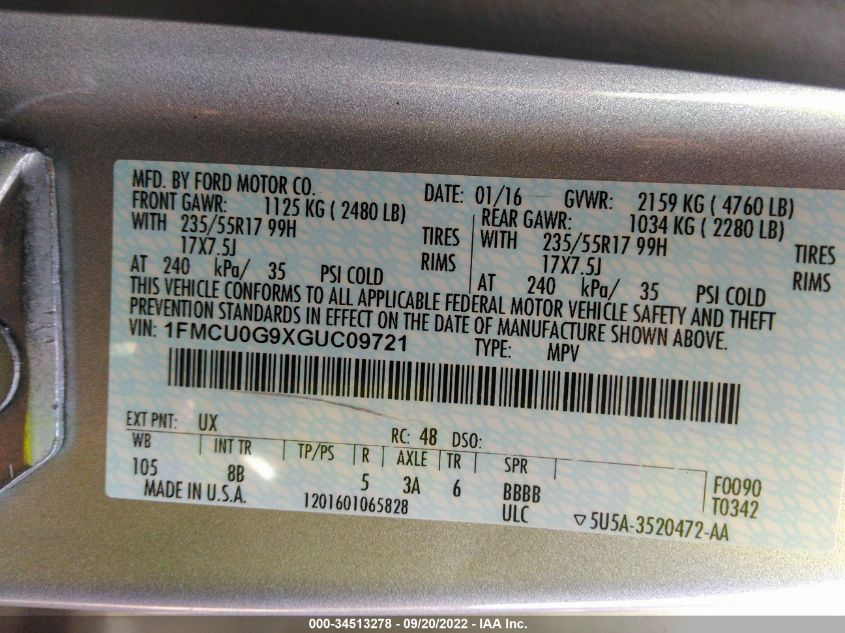 MFD. BY FORD MOTOR CO. DATE: 01/16 GVWR: 2159 KG ( 4760 LB)
FRONT GAWR: 1125 KG ( 2480 LB) REAR GAWR: 1034 KG ( 2280 LB)
WITH 235/55R17 99H TIRES WITH 235/55R17 99H TIRES
17X7.5J RIMS 17X7.5J RIMS
AT 240 kPa/ 35 PSI COLD AT 240 kPa/ 35 PSI COLD
THIS VEHICLE CONFORMS TO ALL APPLICABLE FEDERAL MOTOR VEHICLE SAFETY AND THEFT
PREVENTION STANDARDS IN EFFECT ON THE DATE OF MANUFACTURE SHOWN ABOVE.
VIN: 1FMCU0G9XGUC09721 TYPE: MPV
EXT PNT: UX RC: 48 DSO:
WB INT TR TP/PS R AXLE TR SPR
105 8B 5 3A 6 BBBB F0090
MADE IN U.S.A. 1201601065828 ULC T0342
▽5U5A-3520472-AA
000-34513278 - 09/20/2022 - IAA Inc.